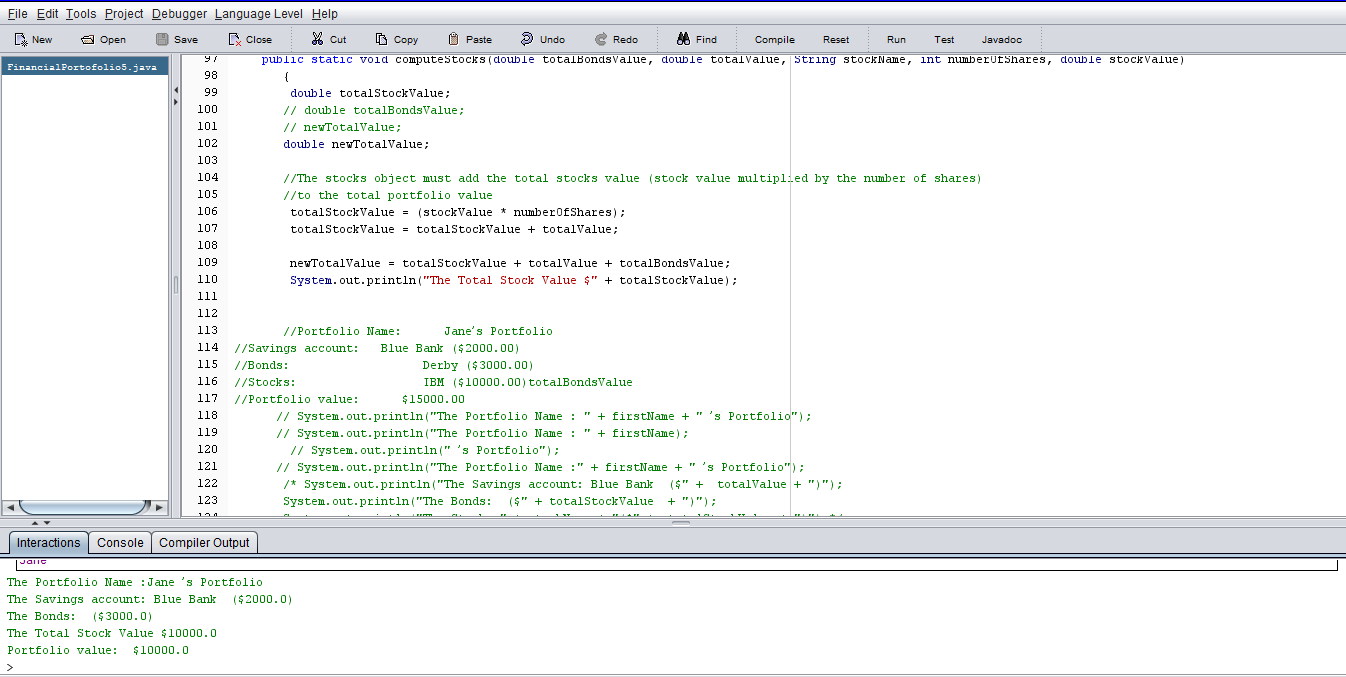 File Edit Tools Project Debugger Language Level Help
New Open Save Close Cut Copy Paste Undo Redo Find Compile Reset Run Test Javadoc
FinancialPortofolio5.java
97 public static void computeStocks(double totalBondsValue, double totalValue, String stockName, int numberOfShares, double stockValue)
98 {
99 double totalStockValue;
100 // double totalBondsValue;
101 // newTotalValue;
102 double newTotalValue;
103
104 //The stocks object must add the total stocks value (stock value multiplied by the number of shares)
105 //to the total portfolio value
106 totalStockValue = (stockValue * numberOfShares);
107 totalStockValue = totalStockValue + totalValue;
108
109 newTotalValue = totalStockValue + totalValue + totalBondsValue;
110 System.out.println("The Total Stock Value $" + totalStockValue);
111
112
113 //Portfolio Name: Jane's Portfolio
114 //Savings account: Blue Bank ($2000.00)
115 //Bonds: Derby ($3000.00)
116 //Stocks: IBM ($10000.00)totalBondsValue
117 //Portfolio value: $15000.00
118 // System.out.println("The Portfolio Name : " + firstName + " 's Portfolio");
119 // System.out.println("The Portfolio Name : " + firstName);
120 // System.out.println(" 's Portfolio");
121 // System.out.println("The Portfolio Name :" + firstName + " 's Portfolio");
122 /* System.out.println("The Savings account: Blue Bank ($" + totalValue + ")");
123 System.out.println("The Bonds: ($" + totalStockValue + ")");
Interactions Console Compiler Output
Jane
The Portfolio Name :Jane 's Portfolio
The Savings account: Blue Bank ($2000.0)
The Bonds: ($3000.0)
The Total Stock Value $10000.0
Portfolio value: $10000.0
>